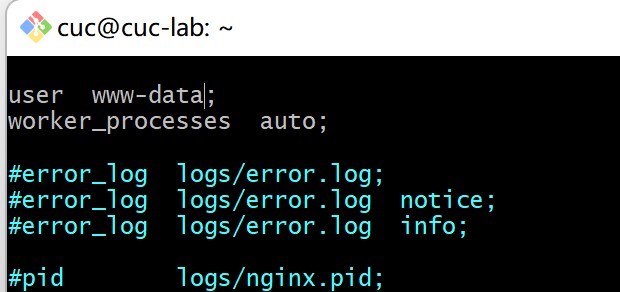 cuc@cuc-lab: ~
user  www-data;
worker_processes  auto;
#error_log  logs/error.log;
#error_log  logs/error.log  notice;
#error_log  logs/error.log  info;
#pid        logs/nginx.pid;